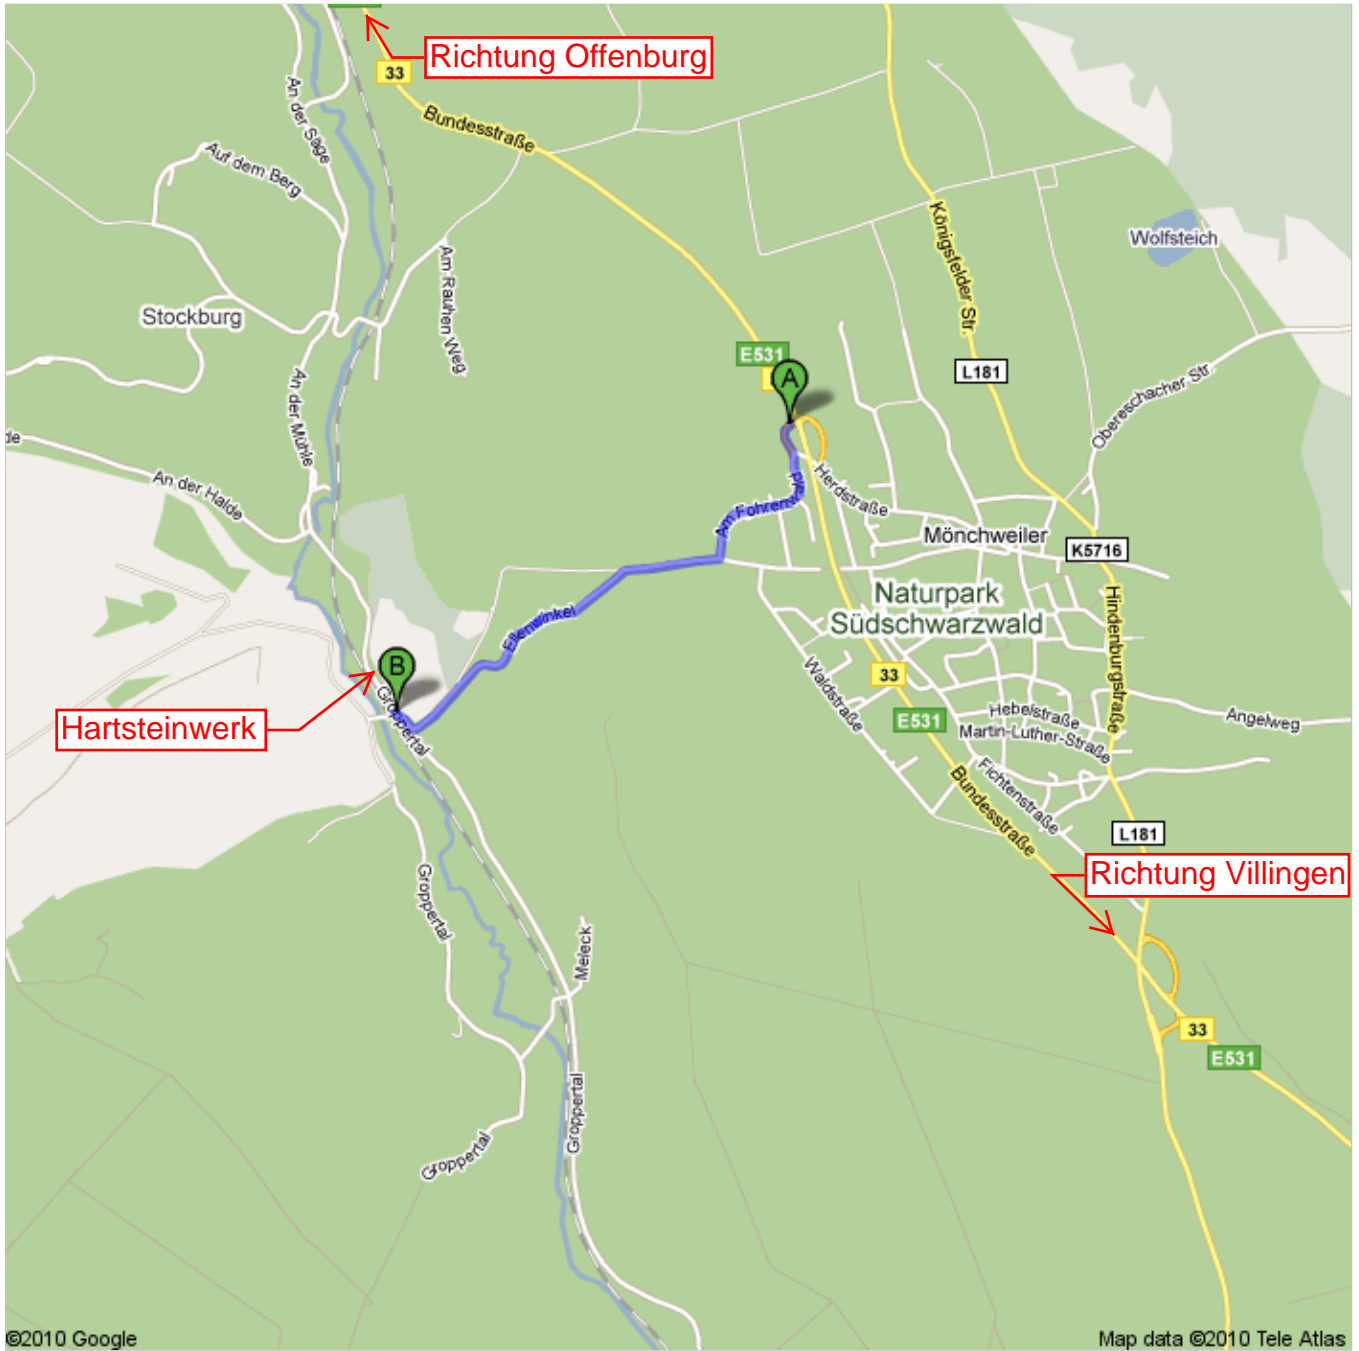 Richtung Offenburg
33
Bundesstraße
An der Säge
Auf dem Berg
Am Rauhen Weg
Königsfelder Str.
Wolfsteich
Stockburg
E531
A
L181
Obereschacher Str.
An der Mühle
An der Halde
Herdstraße
Am Fohrenwald
Mönchweiler
K5716
Naturpark
Südschwarzwald
Hindenburgstraße
Ellenwinkel
Waldstraße
33
B
Hartsteinwerk
Groppertal
E531
Hebelstraße
Martin-Luther-Straße
Angelweg
Fichtenstraße
Bundesstraße
L181
Richtung Villingen
Groppertal
Meleck
33
E531
Groppertal
Groppertal
©2010 Google
Map data ©2010 Tele Atlas